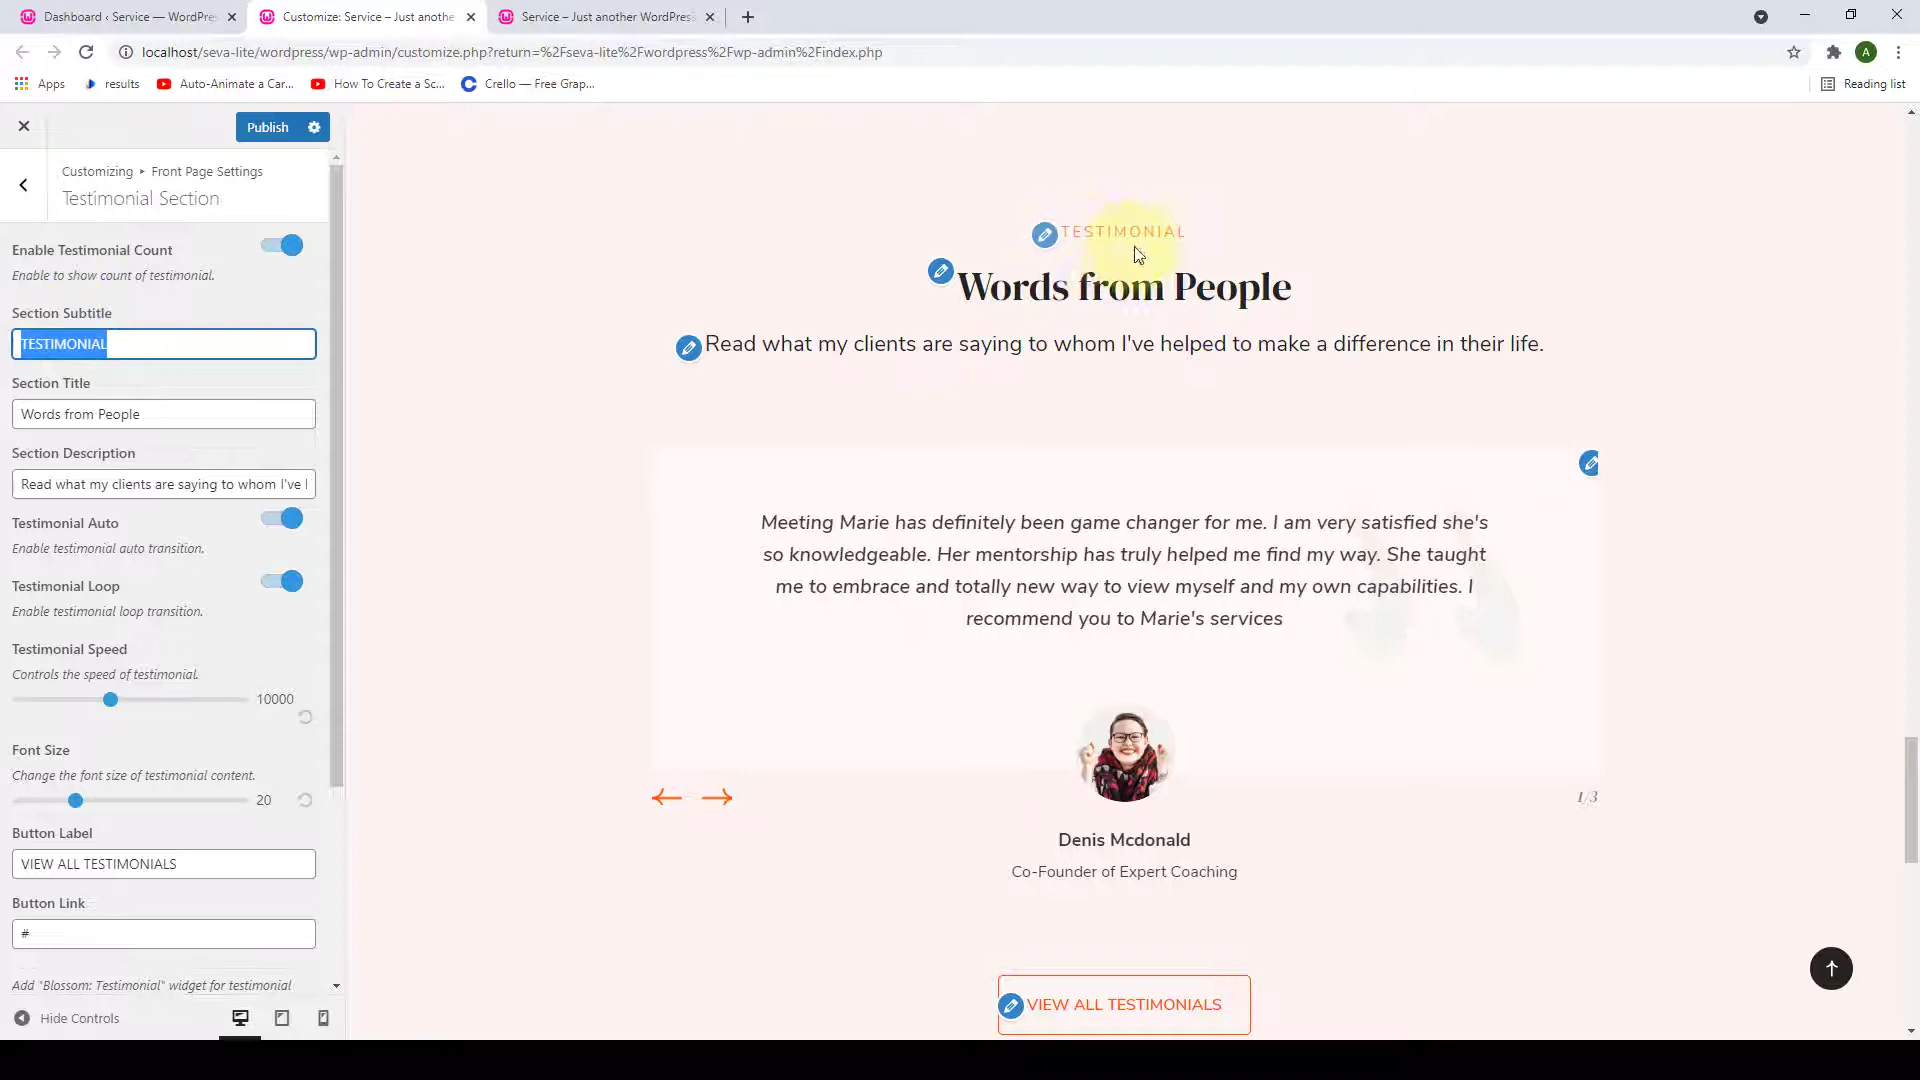 Dashboard ‹ Service — WordPre
Customize: Service – Just anothe
Service – Just another WordPress
localhost/seva-lite/wordpress/wp-admin/customize.php?return=%2Fseva-lite%2Fwordpress%2Fwp-admin%2Findex.php
A
Apps
results
Auto-Animate a Car...
How To Create a Sc...
Crello — Free Grap...
Reading list
Publish
Customizing ▸ Front Page Settings
Testimonial Section
Enable Testimonial Count
Enable to show count of testimonial.
Section Subtitle
TESTIMONIAL
Section Title
Words from People
Section Description
Read what my clients are saying to whom I've l
Testimonial Auto
Enable testimonial auto transition.
Testimonial Loop
Enable testimonial loop transition.
Testimonial Speed
Controls the speed of testimonial.
10000
Font Size
Change the font size of testimonial content.
20
Button Label
VIEW ALL TESTIMONIALS
Button Link
#
Add "Blossom: Testimonial" widget for testimonial
Hide Controls
TESTIMONIAL
Words from People
Read what my clients are saying to whom I've helped to make a difference in their life.
Meeting Marie has definitely been game changer for me. I am very satisfied she's
so knowledgeable. Her mentorship has truly helped me find my way. She taught
me to embrace and totally new way to view myself and my own capabilities. I
recommend you to Marie's services
1/3
Denis Mcdonald
Co-Founder of Expert Coaching
VIEW ALL TESTIMONIALS